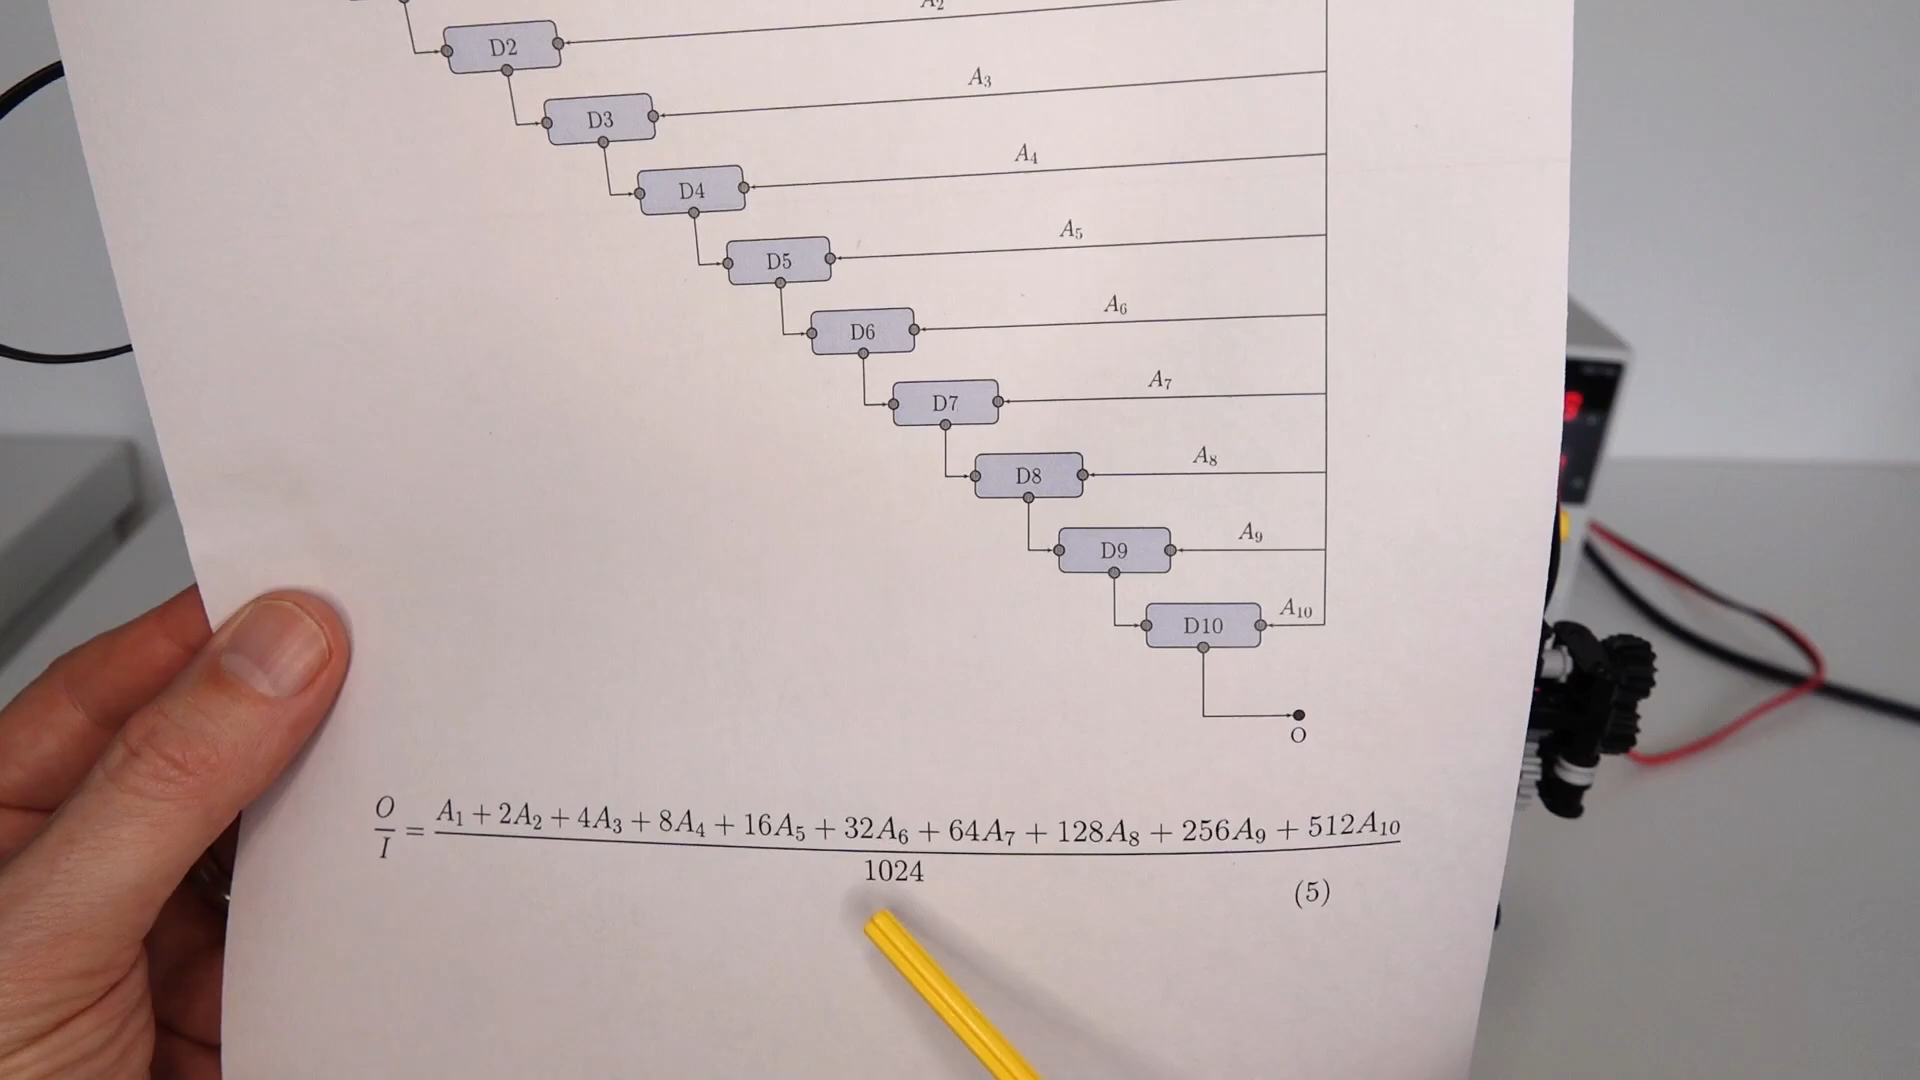 A₂
D2
A₃
D3
A₄
D4
A₅
D5
A₆
D6
A₇
D7
A₈
D8
A₉
D9
A₁₀
D10
O
O/I = (A₁ + 2A₂ + 4A₃ + 8A₄ + 16A₅ + 32A₆ + 64A₇ + 128A₈ + 256A₉ + 512A₁₀)/1024
(5)